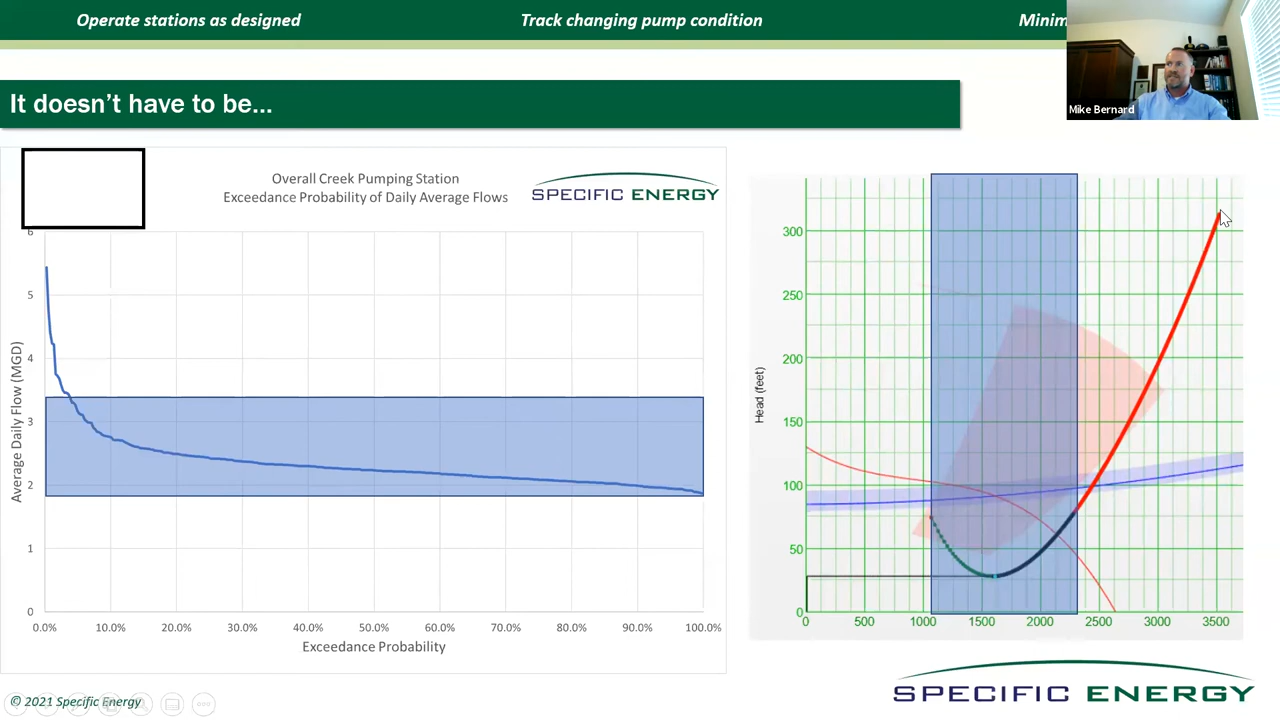 Operate stations as designed
Track changing pump condition
Minim
Mike Bernard
It doesn't have to be...
Overall Creek Pumping Station
Exceedance Probability of Daily Average Flows
SPECIFIC ENERGY
Average Daily Flow (MGD)
6
5
4
3
2
1
0
0.0%
10.0%
20.0%
30.0%
40.0%
50.0%
60.0%
70.0%
80.0%
90.0%
100.0%
Exceedance Probability
Head (feet)
300
250
200
150
100
50
0
0
500
1000
1500
2000
2500
3000
3500
© 2021 Specific Energy
SPECIFIC ENERGY